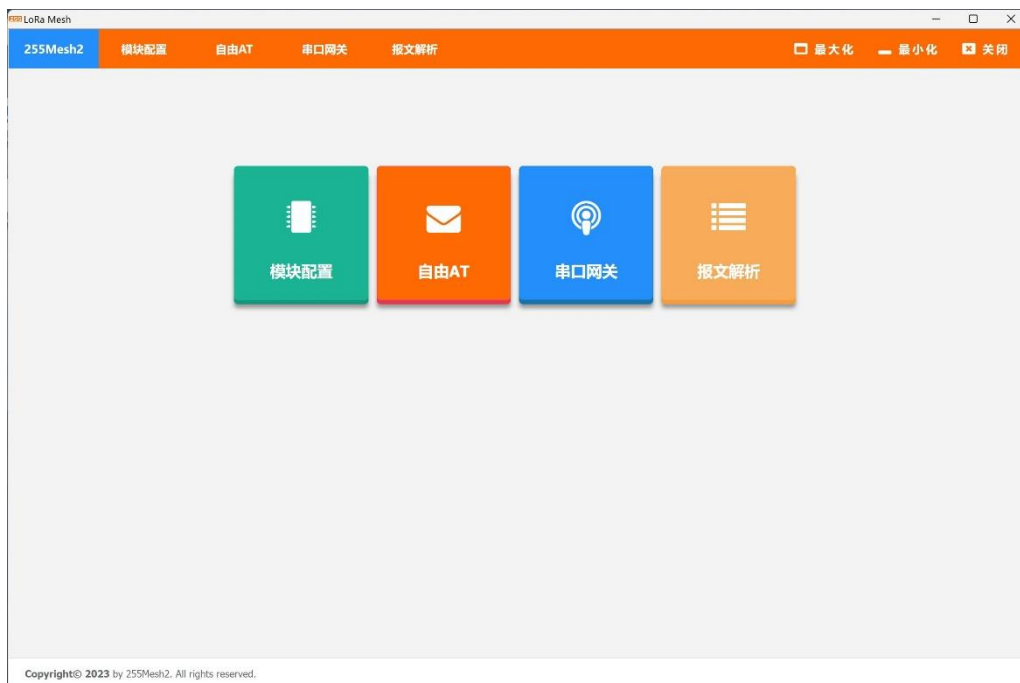 LoRa Mesh
255Mesh2 模块配置 自由AT 串口网关 报文解析 最大化 最小化 关闭
模块配置 自由AT 串口网关 报文解析
Copyright© 2023 by 255Mesh2. All rights reserved.